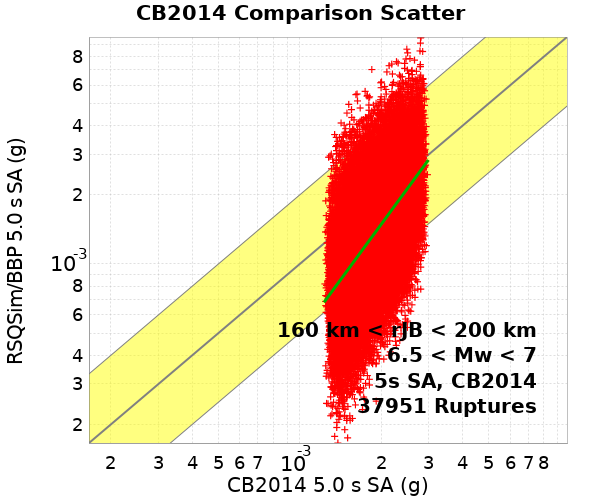 CB2014 Comparison Scatter
RSQSim/BBP 5.0 s SA (g)
8
6
4
3
2
10-3
8
6
4
3
2
160 km < rJB < 200 km
6.5 < Mw < 7
5s SA, CB2014
37951 Ruptures
2 3 4 5 6 7 10-3 2 3 4 5 6 7 8
CB2014 5.0 s SA (g)